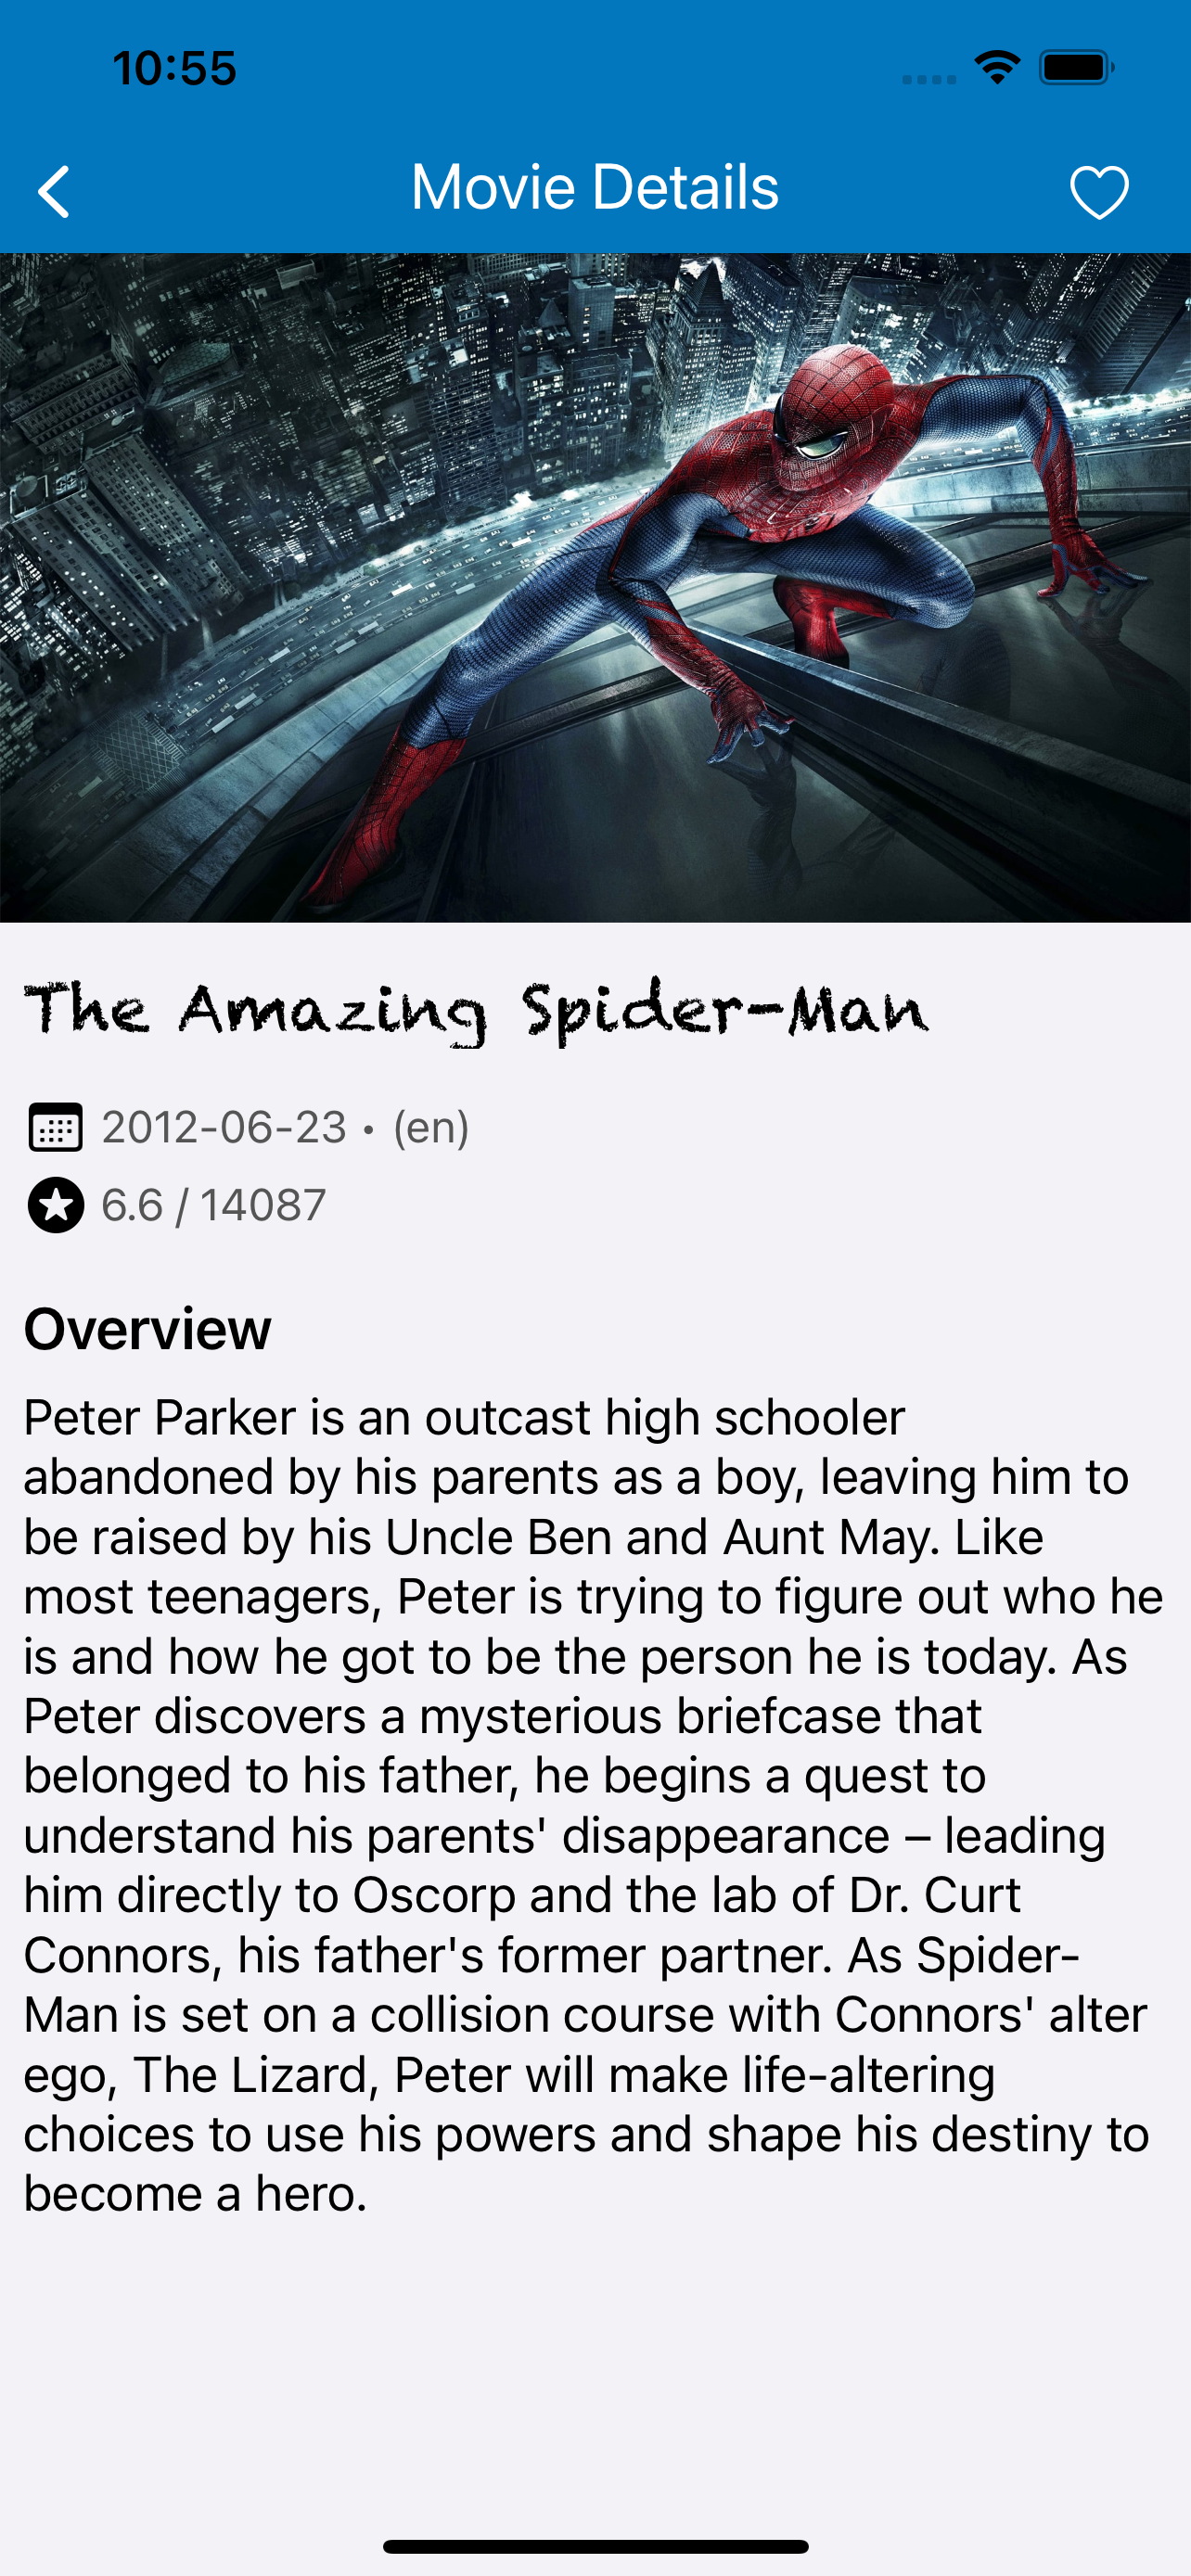 10:55
Movie Details
The Amazing Spider-Man
2012-06-23 • (en)
6.6 / 14087
Overview
Peter Parker is an outcast high schooler
abandoned by his parents as a boy, leaving him to
be raised by his Uncle Ben and Aunt May. Like
most teenagers, Peter is trying to figure out who he
is and how he got to be the person he is today. As
Peter discovers a mysterious briefcase that
belonged to his father, he begins a quest to
understand his parents' disappearance – leading
him directly to Oscorp and the lab of Dr. Curt
Connors, his father's former partner. As Spider-
Man is set on a collision course with Connors' alter
ego, The Lizard, Peter will make life-altering
choices to use his powers and shape his destiny to
become a hero.